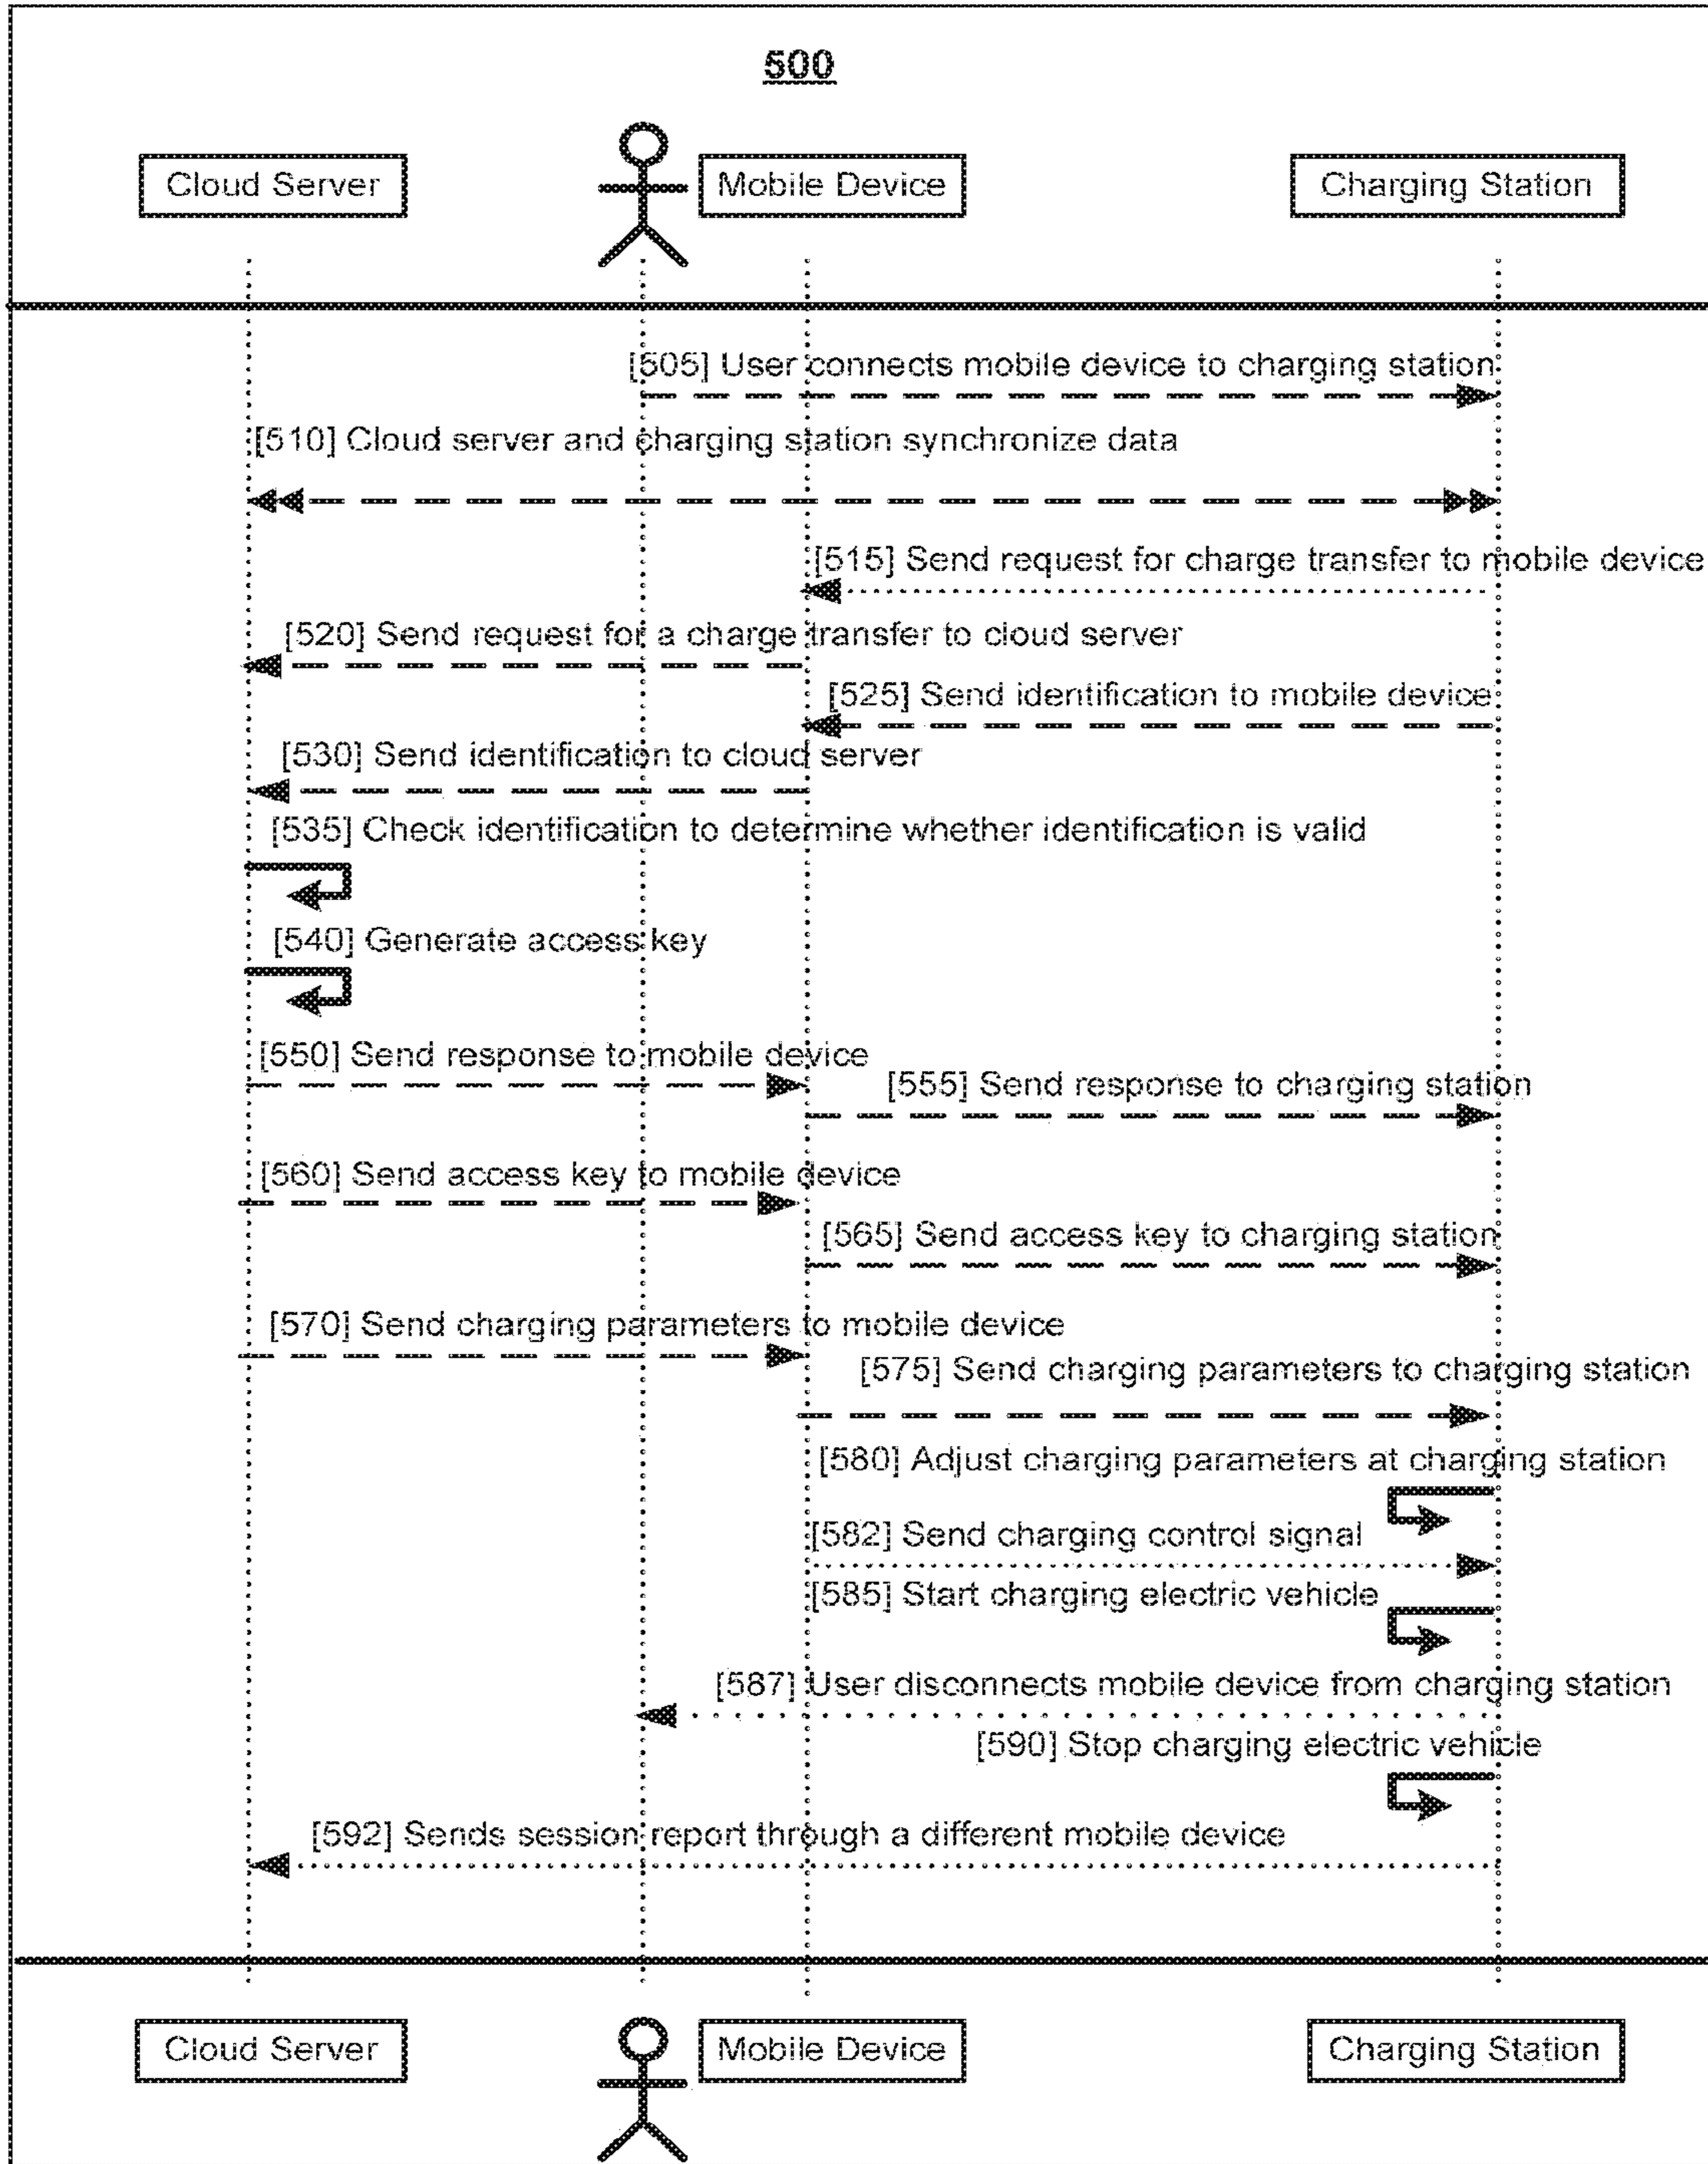 500
Cloud Server
Mobile Device
Charging Station
[505] User connects mobile device to charging station
[510] Cloud server and charging station synchronize data
[515] Send request for charge transfer to mobile device
[520] Send request for a charge transfer to cloud server
[525] Send identification to mobile device
[530] Send identification to cloud server
[535] Check identification to determine whether identification is valid
[540] Generate access key
[550] Send response to mobile device
[555] Send response to charging station
[560] Send access key to mobile device
[565] Send access key to charging station
[570] Send charging parameters to mobile device
[575] Send charging parameters to charging station
[580] Adjust charging parameters at charging station
[582] Send charging control signal
[585] Start charging electric vehicle
[587] User disconnects mobile device from charging station
[590] Stop charging electric vehicle
[592] Sends session report through a different mobile device
Cloud Server
Mobile Device
Charging Station